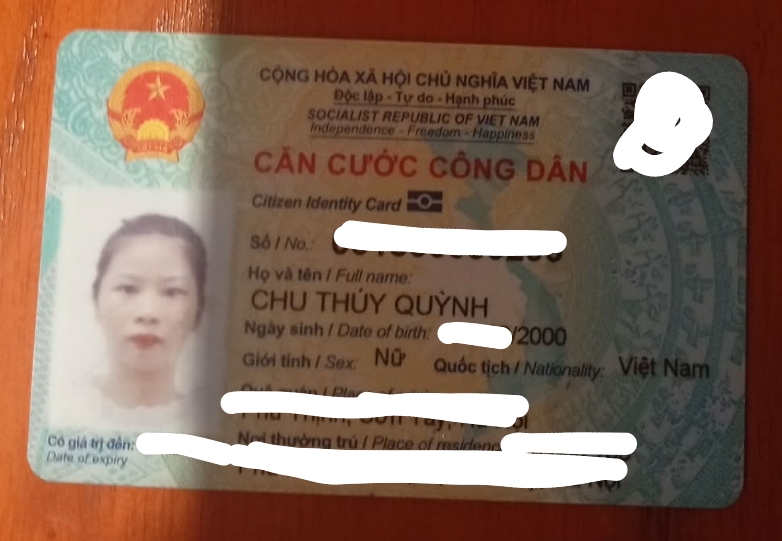 CỘNG HÒA XÃ HỘI CHỦ NGHĨA VIỆT NAM
Độc lập - Tự do - Hạnh phúc
SOCIALIST REPUBLIC OF VIET NAM
Independence - Freedom - Happiness
CĂN CƯỚC CÔNG DÂN
Citizen Identity Card
Số / No.:
Họ và tên / Full name:
CHU THÚY QUỲNH
Ngày sinh / Date of birth: /2000
Giới tính / Sex: Nữ Quốc tịch / Nationality: Việt Nam
Có giá trị đến:
Date of expiry
Nơi thường trú / Place of residence